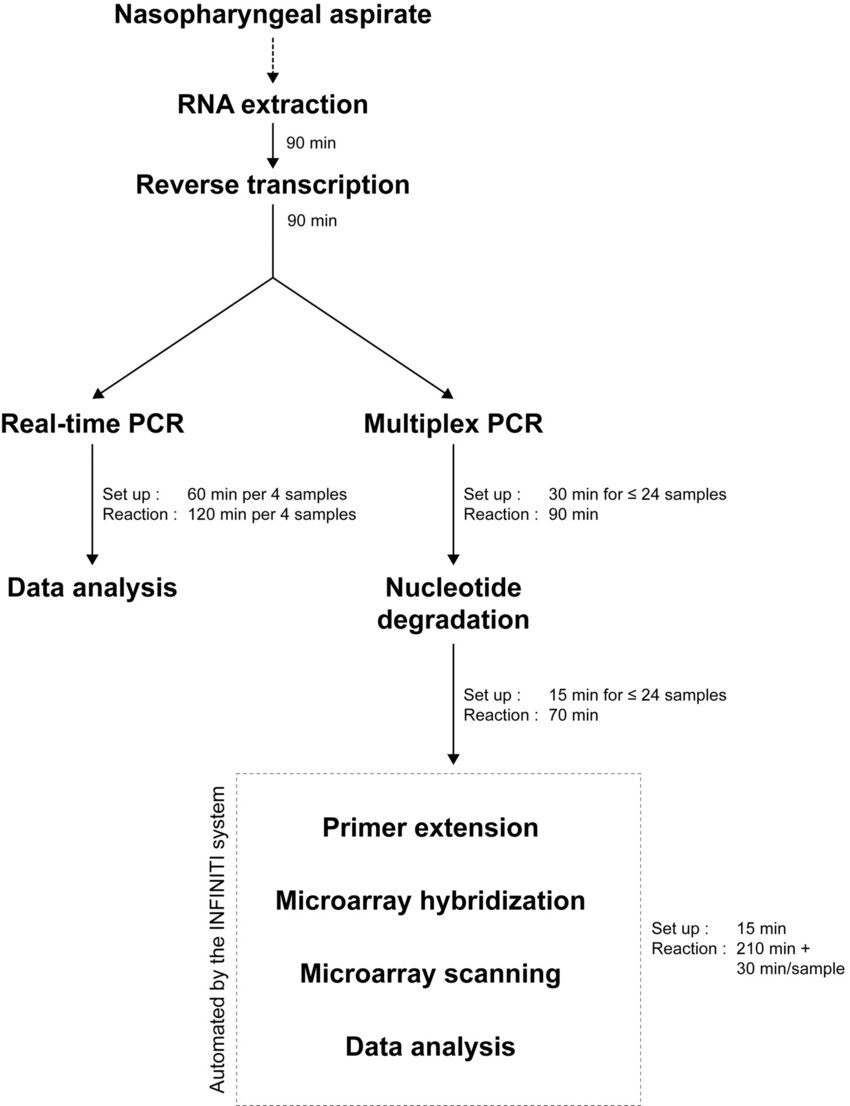 Nasopharyngeal aspirate
RNA extraction
90 min
Reverse transcription
90 min
Real-time PCR
Multiplex PCR
Set up : 60 min per 4 samples
Reaction : 120 min per 4 samples
Set up : 30 min for ≤ 24 samples
Reaction : 90 min
Data analysis
Nucleotide
degradation
Set up : 15 min for ≤ 24 samples
Reaction : 70 min
Automated by the INFINITI system
Primer extension
Microarray hybridization
Microarray scanning
Data analysis
Set up : 15 min
Reaction : 210 min +
30 min/sample